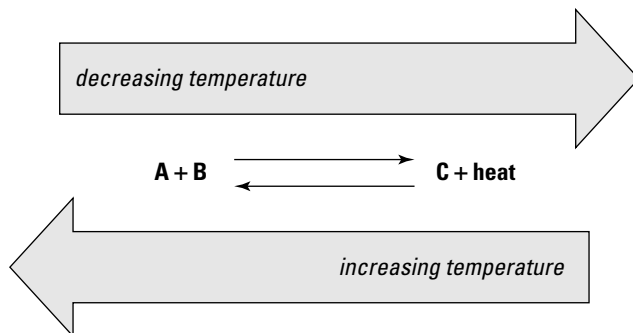 decreasing temperature
A + B C + heat
increasing temperature